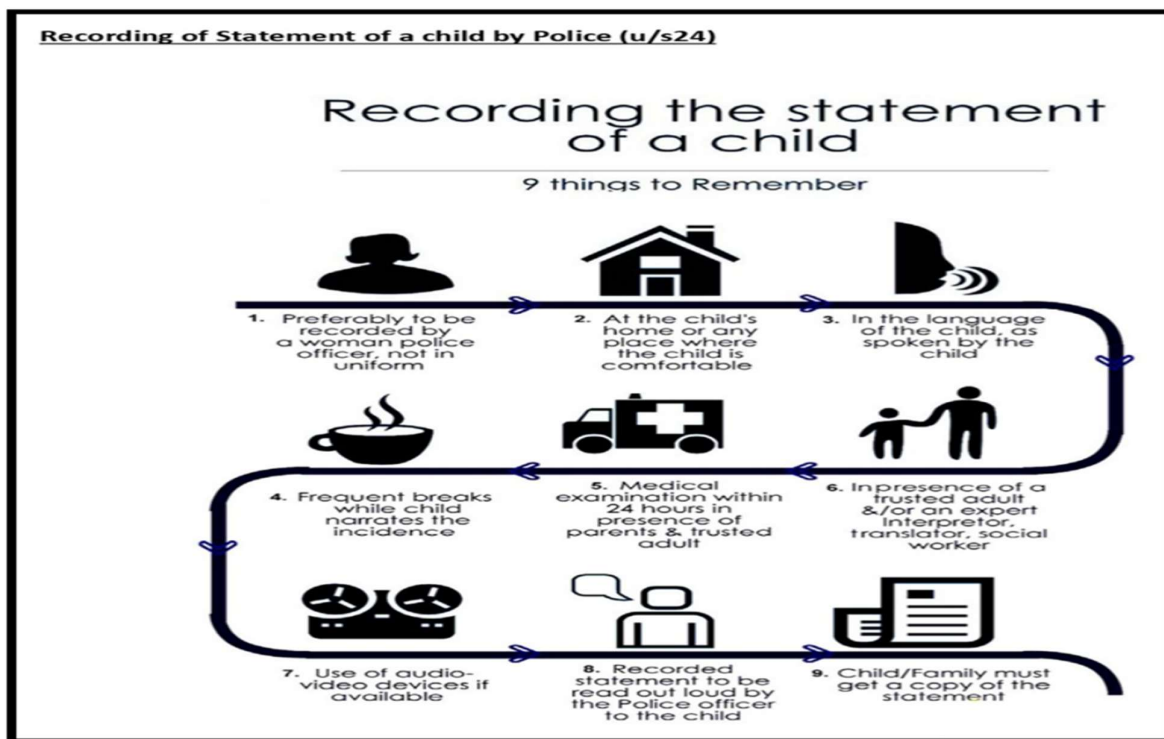 Recording of Statement of a child by Police (u/s24)
Recording the statement
of a child
9 things to Remember
1. Preferably to be
recorded by
a woman police
officer, not in
uniform
2. At the child's
home or any
place where
the child is
comfortable
3. In the language
of the child, as
spoken by the
child
4. Frequent breaks
while child
narrates the
incidence
5. Medical
examination within
24 hours in
presence of
parents & trusted
adult
6. Inpresence of a
trusted adult
&/or an expert
Interpretor,
translator, social
worker
7. Use of audio-
video devices if
available
8. Recorded
statement to be
read out loud by
the Police officer
to the child
9. Child/Family must
get a copy of the
statement